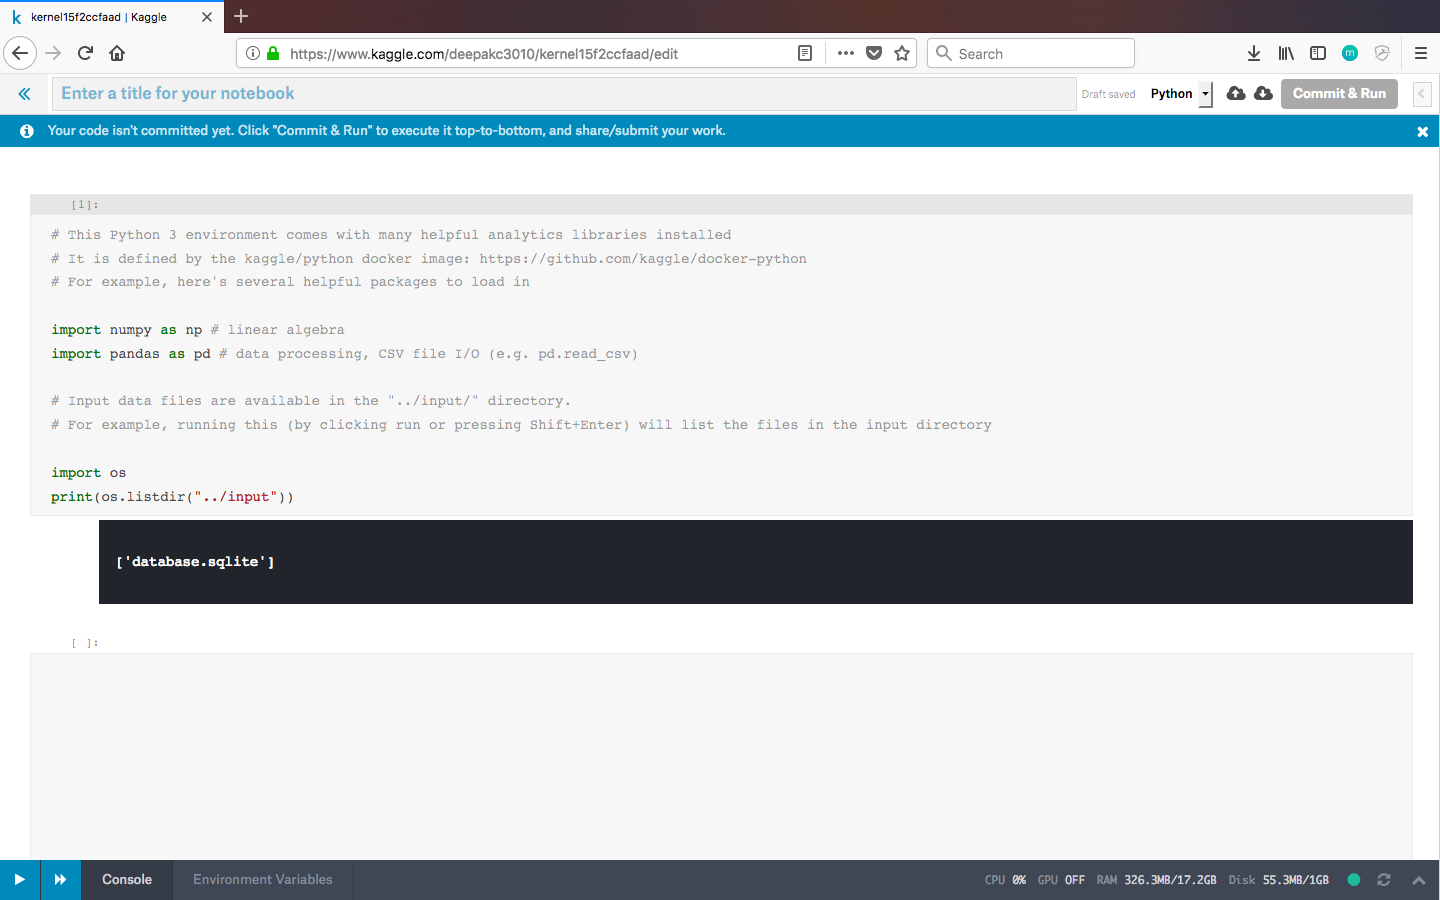 kernel15f2ccfaad | Kaggle
https://www.kaggle.com/deepakc3010/kernel15f2ccfaad/edit
Search
m
Enter a title for your notebook
Draft saved
Python
Commit & Run
Your code isn't committed yet. Click "Commit & Run" to execute it top-to-bottom, and share/submit your work.
[1]:
# This Python 3 environment comes with many helpful analytics libraries installed
# It is defined by the kaggle/python docker image: https://github.com/kaggle/docker-python
# For example, here's several helpful packages to load in
import numpy as np # linear algebra
import pandas as pd # data processing, CSV file I/O (e.g. pd.read_csv)
# Input data files are available in the "../input/" directory.
# For example, running this (by clicking run or pressing Shift+Enter) will list the files in the input directory
import os
print(os.listdir("../input"))
['database.sqlite']
[ ]:
Console
Environment Variables
CPU 0% GPU OFF RAM 326.3MB/17.2GB Disk 55.3MB/1GB